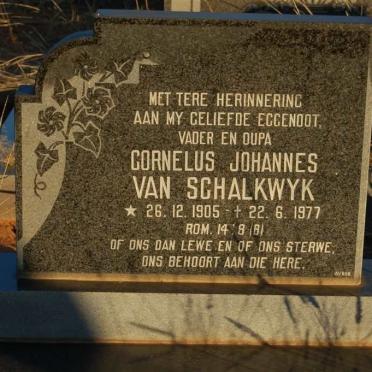 MET TERE HERINNERING
AAN MY GELIEFDE EGGENOOT,
VADER EN OUPA
CORNELUS JOHANNES
VAN SCHALKWYK
★ 26. 12. 1905 - † 22. 6. 1977
ROM. 14 : 8 (B)
OF ONS DAN LEWE EN OF ONS STERWE,
ONS BEHOORT AAN DIE HERE.